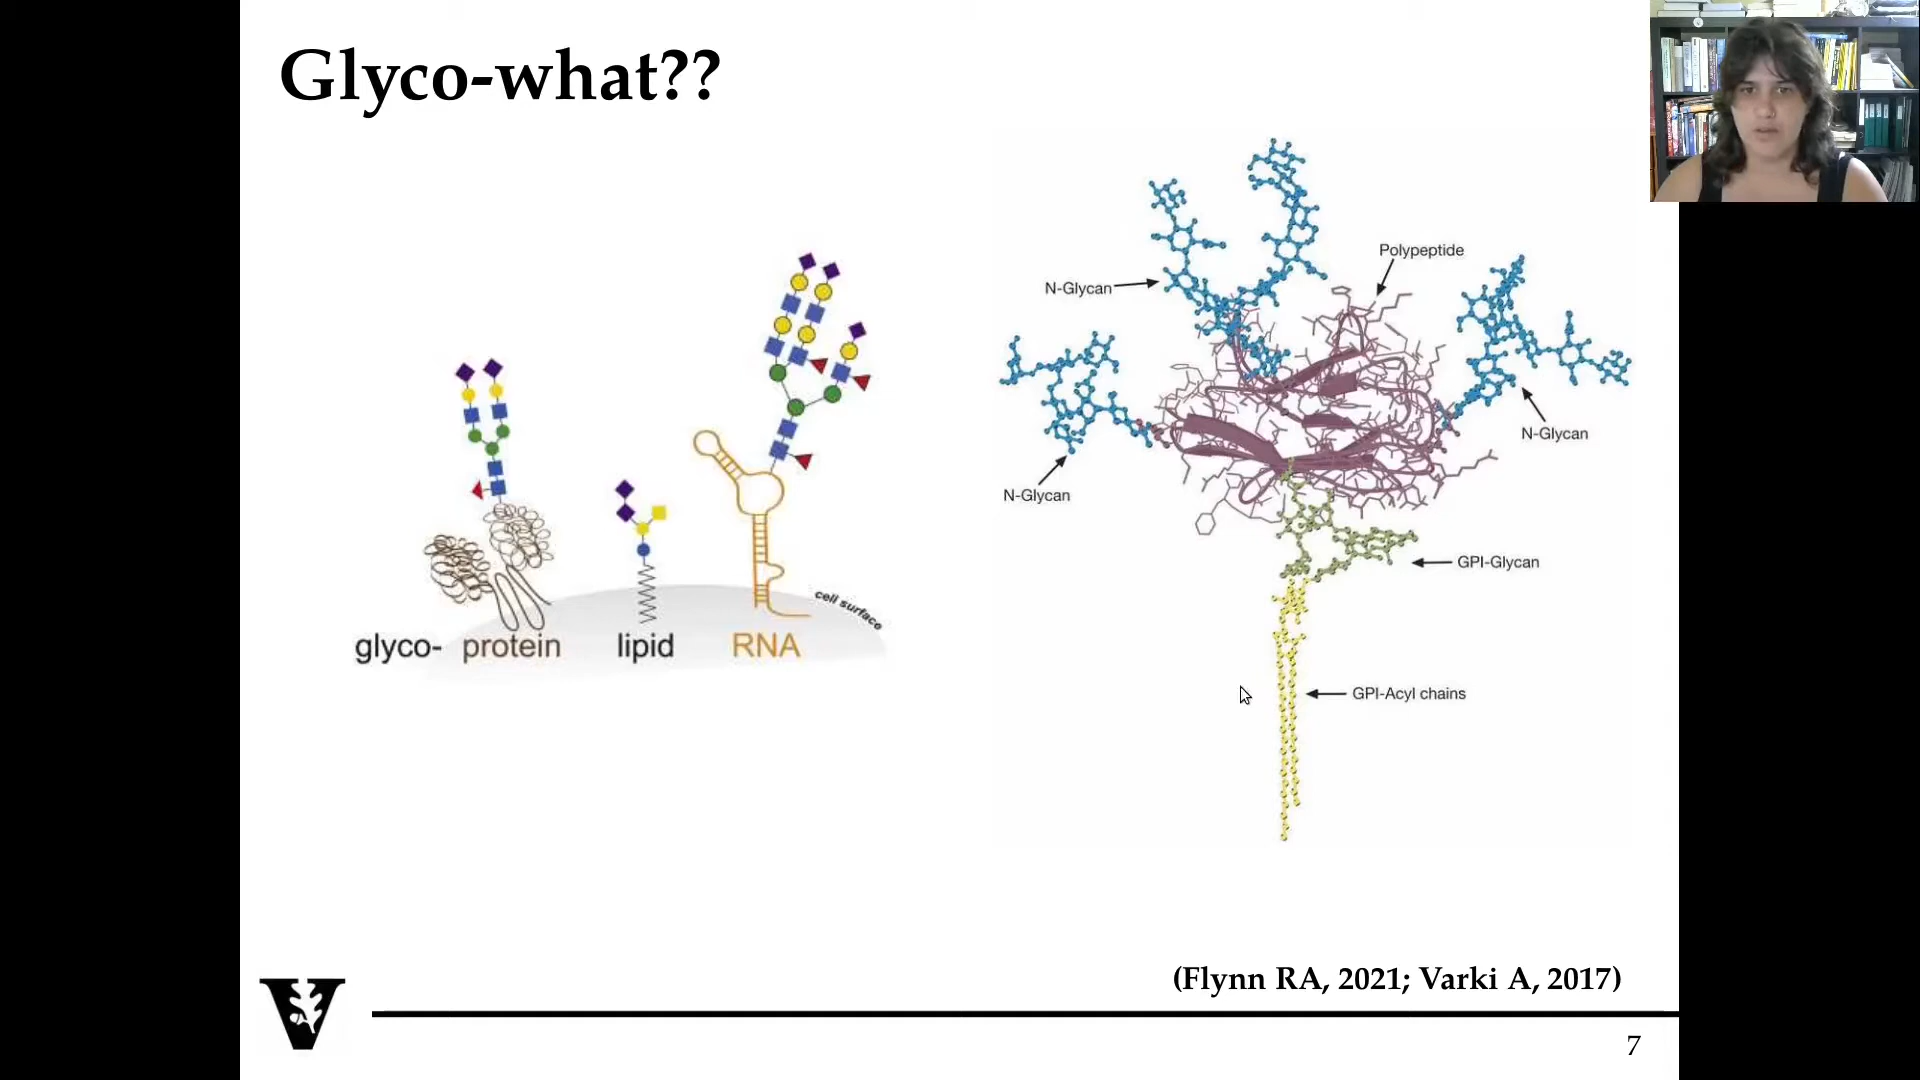 Glyco-what??
cell surface
glyco- protein lipid RNA
Polypeptide
N-Glycan
N-Glycan
N-Glycan
GPI-Glycan
GPI-Acyl chains
(Flynn RA, 2021; Varki A, 2017)
V
7